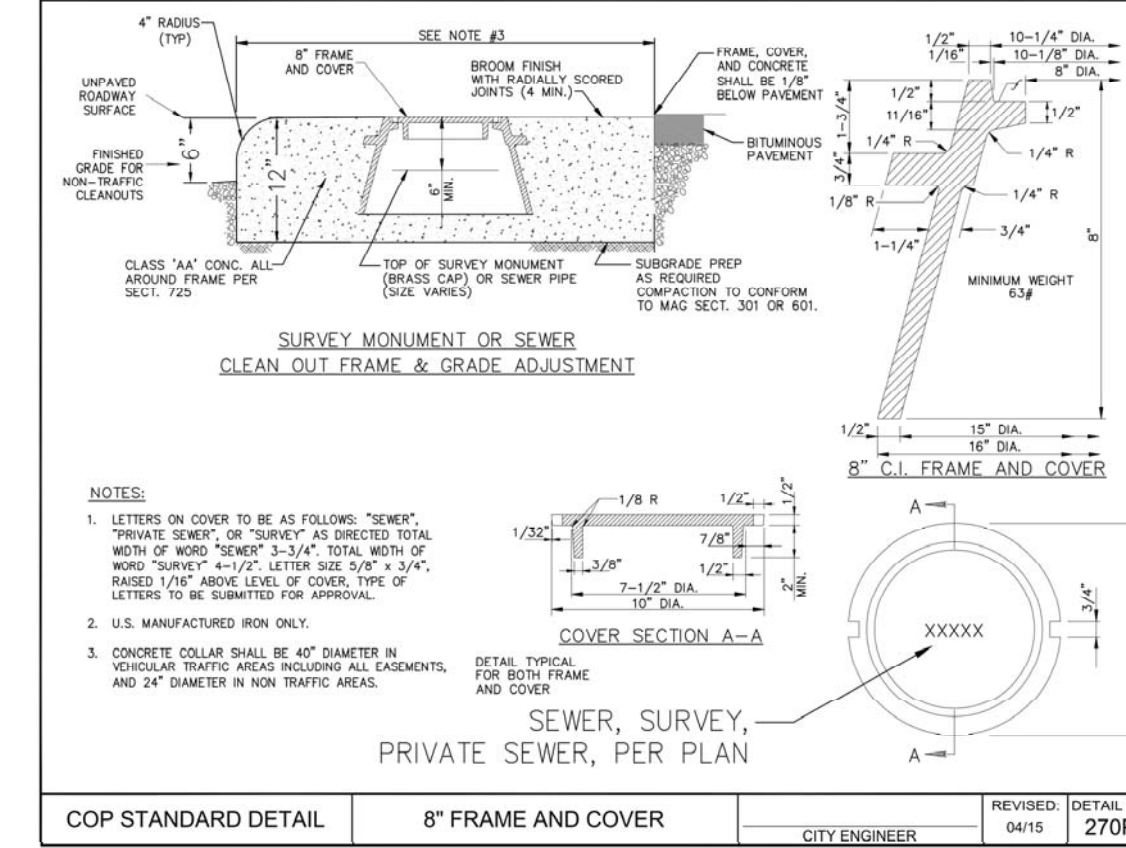 4" RADIUS
(TYP)
SEE NOTE #3
8" FRAME
AND COVER
BROOM FINISH
WITH RADIALLY SCORED
JOINTS (4 MIN.)
FRAME, COVER,
AND CONCRETE
SHALL BE 1/8"
BELOW PAVEMENT
UNPAVED
ROADWAY
SURFACE
6"
12"
6"
MIN.
BITUMINOUS
PAVEMENT
FINISHED
GRADE FOR
NON-TRAFFIC
CLEANOUTS
CLASS 'AA' CONC. ALL
AROUND FRAME PER
SECT. 725
TOP OF SURVEY MONUMENT
(BRASS CAP) OR SEWER PIPE
(SIZE VARIES)
SUBGRADE PREP
AS REQUIRED
COMPACTION TO CONFORM
TO MAG SECT. 301 OR 601.
SURVEY MONUMENT OR SEWER
CLEAN OUT FRAME & GRADE ADJUSTMENT
1/2"
10-1/4" DIA.
1/16"
10-1/8" DIA.
8" DIA.
1/2"
1/2"
11/16"
1-3/4"
1/4" R
1/4" R
3/4"
1/8" R
1/4" R
1-1/4"
3/4"
8"
MINIMUM WEIGHT
63#
1/2"
15" DIA.
16" DIA.
8" C.I. FRAME AND COVER
NOTES:
1. LETTERS ON COVER TO BE AS FOLLOWS: "SEWER",
"PRIVATE SEWER", OR "SURVEY" AS DIRECTED TOTAL
WIDTH OF WORD "SEWER" 3-3/4". TOTAL WIDTH OF
WORD "SURVEY" 4-1/2". LETTER SIZE 5/8" x 3/4",
RAISED 1/16" ABOVE LEVEL OF COVER, TYPE OF
LETTERS TO BE SUBMITTED FOR APPROVAL.
2. U.S. MANUFACTURED IRON ONLY.
3. CONCRETE COLLAR SHALL BE 40" DIAMETER IN
VEHICULAR TRAFFIC AREAS INCLUDING ALL EASEMENTS,
AND 24" DIAMETER IN NON TRAFFIC AREAS.
1/8 R
1/2"
1/2"
1/32"
7/8"
3/8"
1/2"
2"
MIN.
7-1/2" DIA.
10" DIA.
COVER SECTION A-A
DETAIL TYPICAL
FOR BOTH FRAME
AND COVER
A
XXXXX
3/4"
A
SEWER, SURVEY,
PRIVATE SEWER, PER PLAN
COP STANDARD DETAIL
8" FRAME AND COVER
CITY ENGINEER
REVISED:
04/15
DETAIL
270